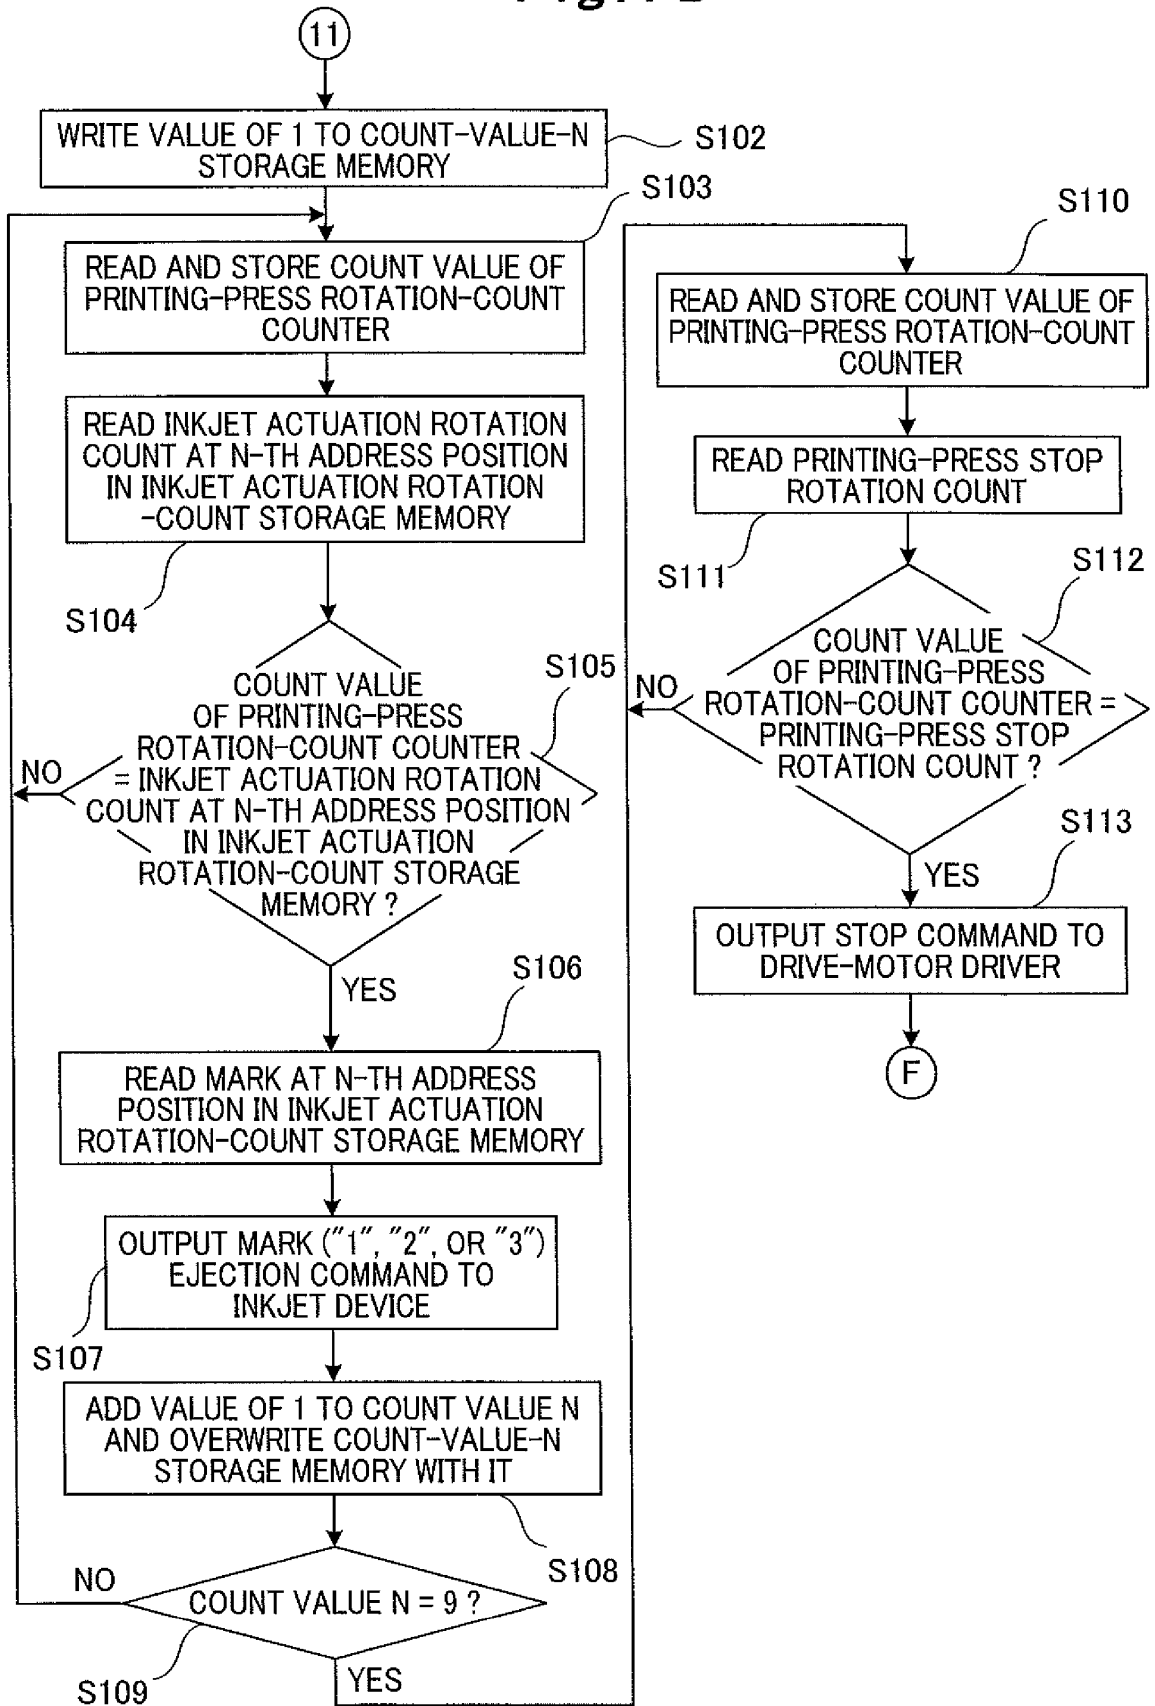 11
WRITE VALUE OF 1 TO COUNT-VALUE-N
STORAGE MEMORY
S102
S103
READ AND STORE COUNT VALUE OF
PRINTING-PRESS ROTATION-COUNT
COUNTER
READ INKJET ACTUATION ROTATION
COUNT AT N-TH ADDRESS POSITION
IN INKJET ACTUATION ROTATION
-COUNT STORAGE MEMORY
S104
S105
COUNT VALUE
OF PRINTING-PRESS
ROTATION-COUNT COUNTER
= INKJET ACTUATION ROTATION
COUNT AT N-TH ADDRESS POSITION
IN INKJET ACTUATION
ROTATION-COUNT STORAGE
MEMORY ?
NO
YES
S106
READ MARK AT N-TH ADDRESS
POSITION IN INKJET ACTUATION
ROTATION-COUNT STORAGE MEMORY
OUTPUT MARK ("1", "2", OR "3")
EJECTION COMMAND TO
INKJET DEVICE
S107
ADD VALUE OF 1 TO COUNT VALUE N
AND OVERWRITE COUNT-VALUE-N
STORAGE MEMORY WITH IT
S108
NO
COUNT VALUE N = 9 ?
S109
YES
S110
READ AND STORE COUNT VALUE OF
PRINTING-PRESS ROTATION-COUNT
COUNTER
READ PRINTING-PRESS STOP
ROTATION COUNT
S111
S112
COUNT VALUE
OF PRINTING-PRESS
ROTATION-COUNT COUNTER =
PRINTING-PRESS STOP
ROTATION COUNT ?
NO
YES
S113
OUTPUT STOP COMMAND TO
DRIVE-MOTOR DRIVER
F